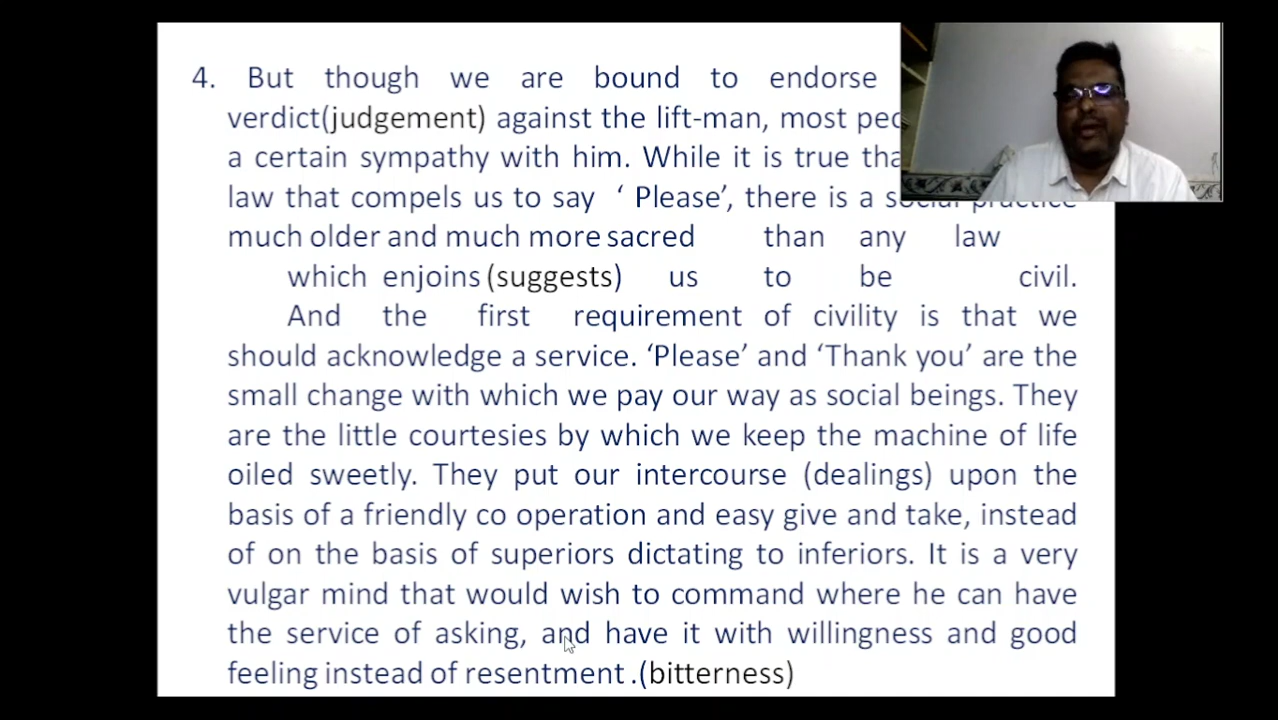 4. But though we are bound to endorse
verdict(judgement) against the lift-man, most
a certain sympathy with him. While it is true
law that compels us to say ‘ Please’, there is a social practice
much older and much more sacred than any law
which enjoins (suggests) us to be civil.
And the first requirement of civility is that we
should acknowledge a service. ‘Please’ and ‘Thank you’ are the
small change with which we pay our way as social beings. They
are the little courtesies by which we keep the machine of life
oiled sweetly. They put our intercourse (dealings) upon the
basis of a friendly co operation and easy give and take, instead
of on the basis of superiors dictating to inferiors. It is a very
vulgar mind that would wish to command where he can have
the service of asking, and have it with willingness and good
feeling instead of resentment .(bitterness)